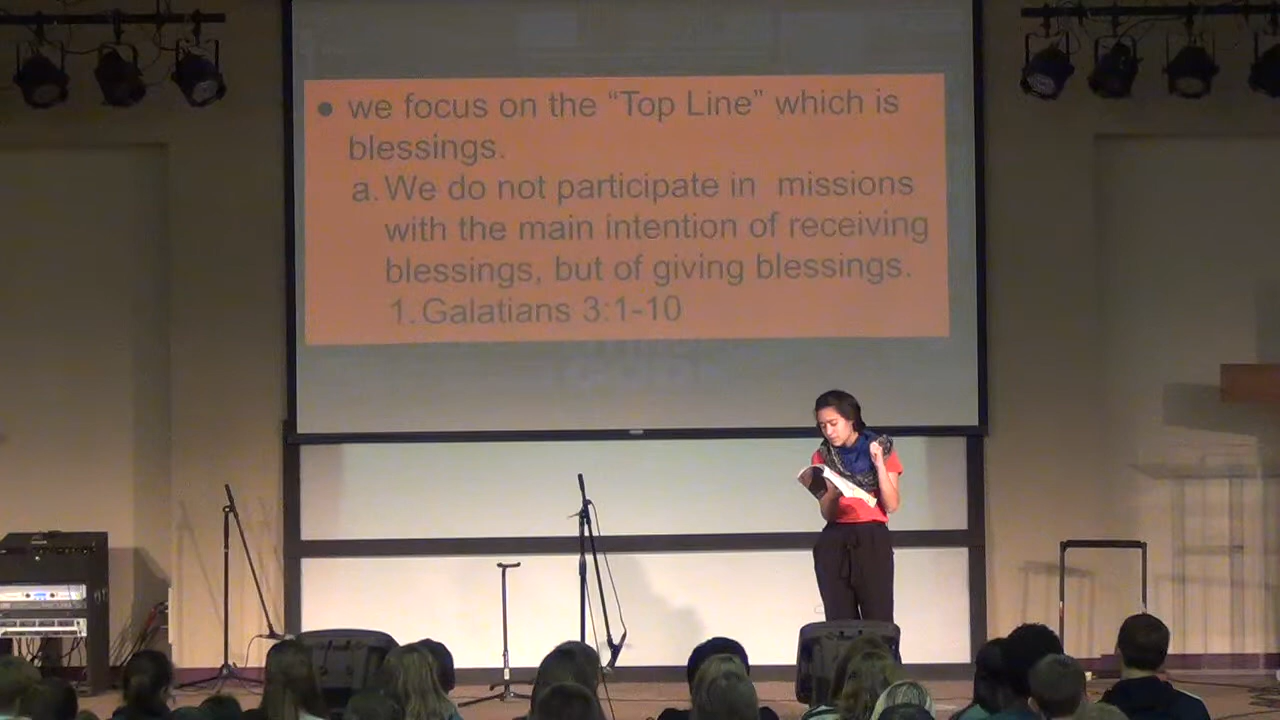 • we focus on the “Top Line” which is
blessings.
a. We do not participate in missions
with the main intention of receiving
blessings, but of giving blessings.
1. Galatians 3:1-10